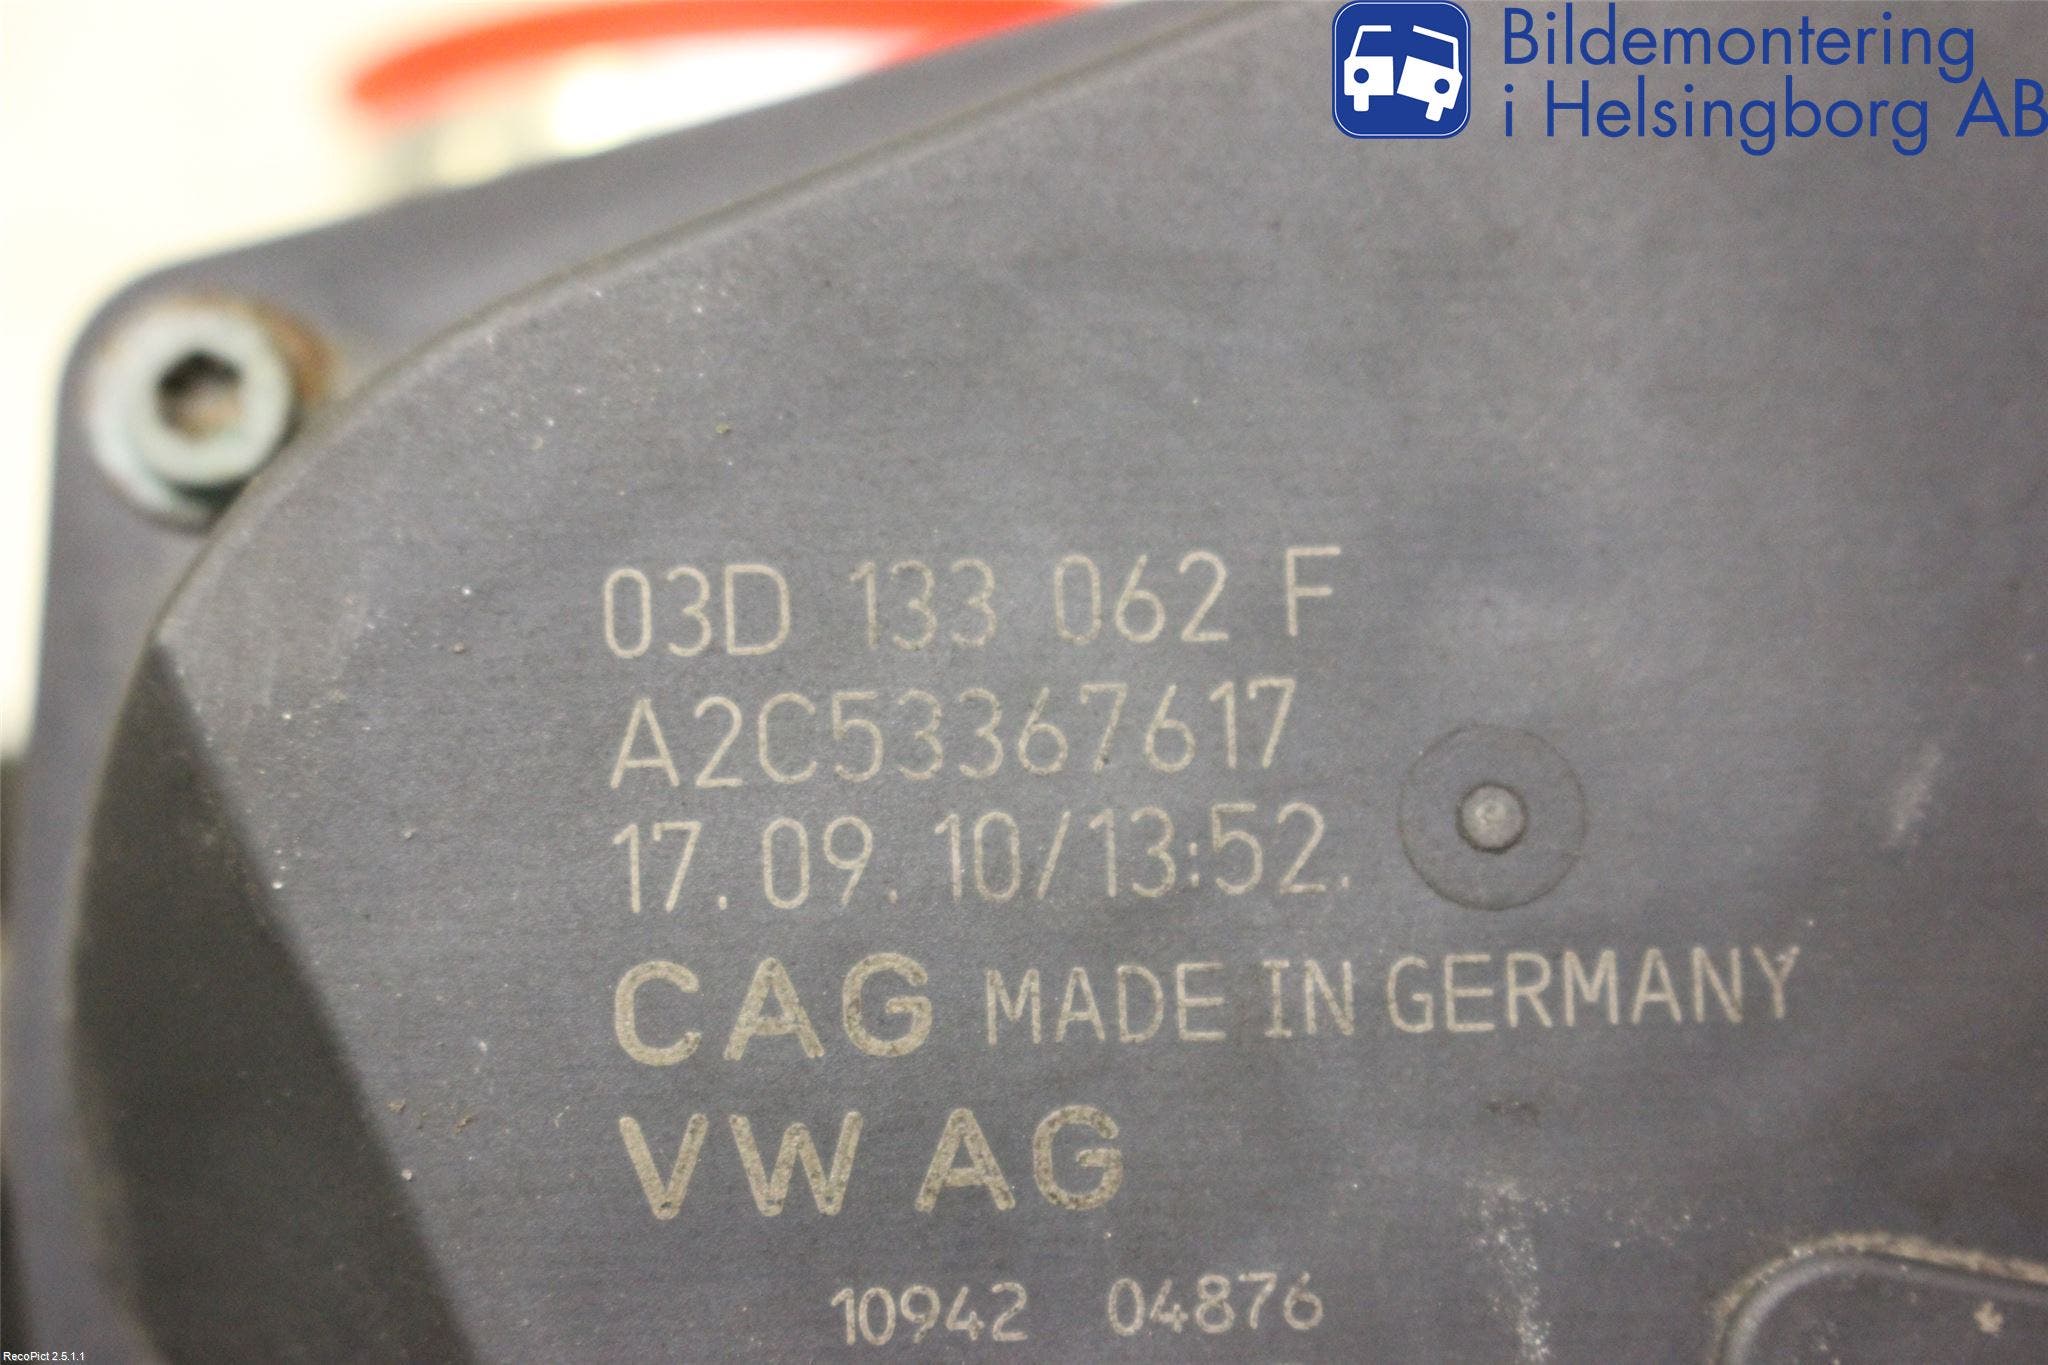 Bildemontering
i Helsingborg AB
03D 133 062 F
A2C53367617
17.09.10/13:52.
CAG MADE IN GERMANY
VW AG
10942 04876
RecoPict 2.5.1.1